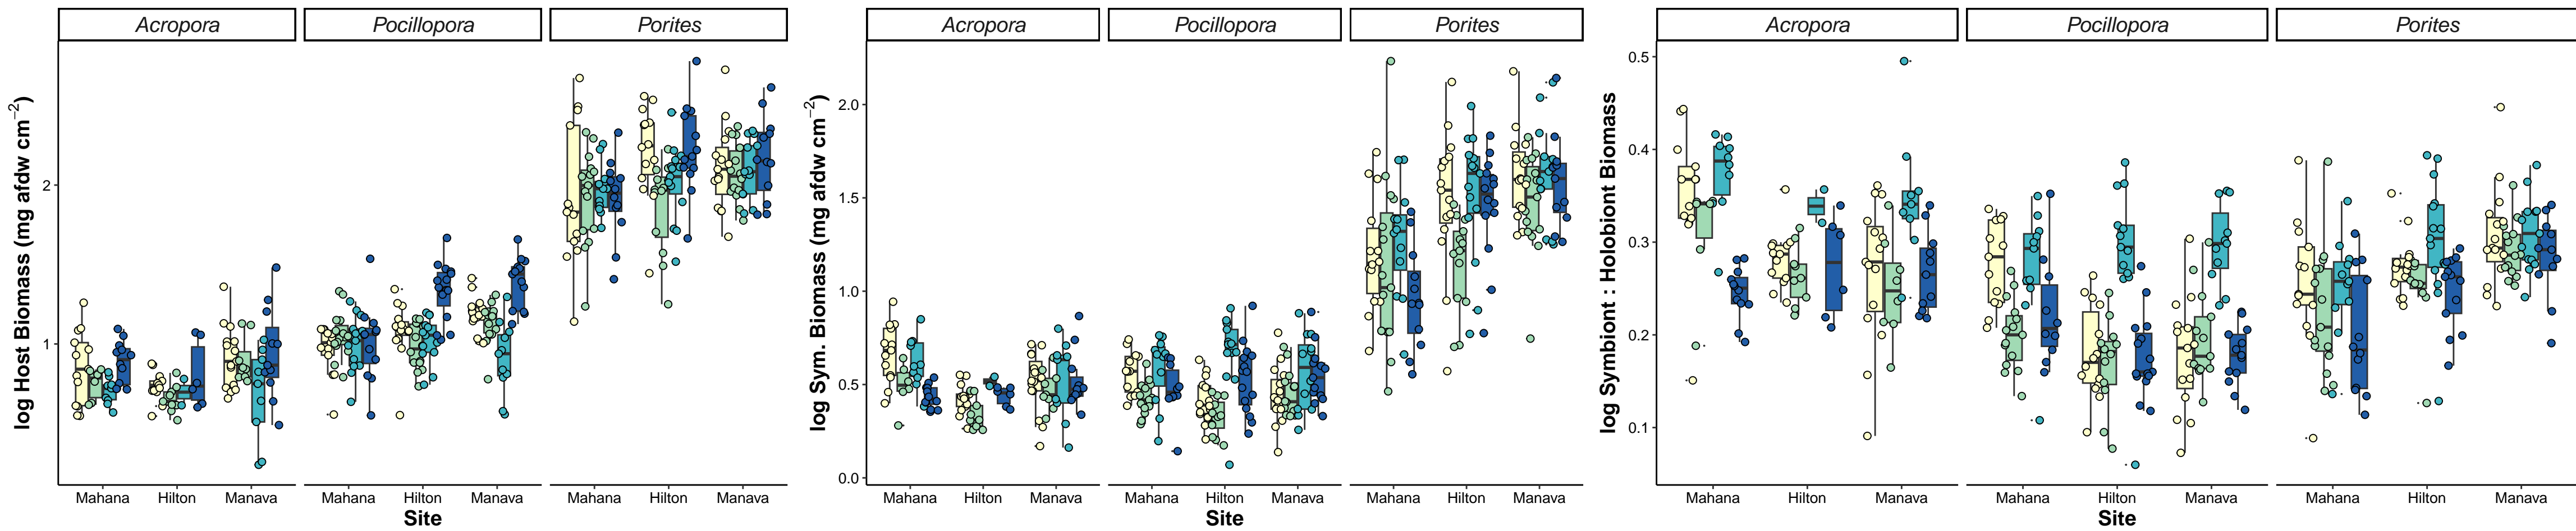 Acropora
Pocillopora
Porites
log Host Biomass (mg afdw cm−2)
2
1
Mahana
Hilton
Manava
Mahana
Hilton
Manava
Mahana
Hilton
Manava
Site
Acropora
Pocillopora
Porites
log Sym. Biomass (mg afdw cm−2)
2.0
1.5
1.0
0.5
0.0
Mahana
Hilton
Manava
Mahana
Hilton
Manava
Mahana
Hilton
Manava
Site
Acropora
Pocillopora
Porites
log Symbiont : Holobiont Biomass
0.5
0.4
0.3
0.2
0.1
Mahana
Hilton
Manava
Mahana
Hilton
Manava
Mahana
Hilton
Manava
Site